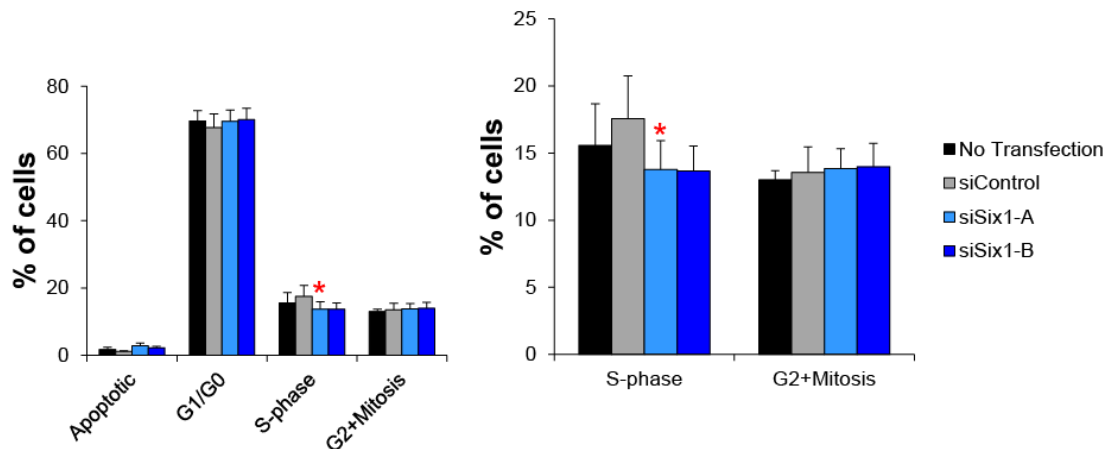 % of cells
80
60
40
20
0
*
Apoptotic
G1/G0
S-phase
G2+Mitosis
% of cells
25
20
15
10
5
0
*
S-phase
G2+Mitosis
No Transfection
siControl
siSix1-A
siSix1-B